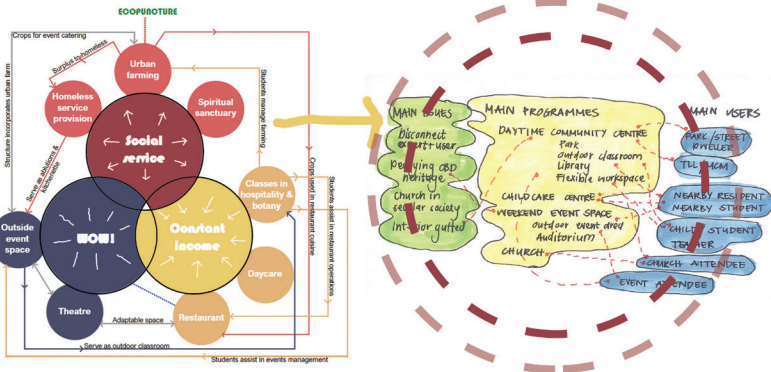 ECOPUNCTURE
Crops for event catering
Surplus to homeless
Urban
farming
Homeless
service
provision
Spiritual
sanctuary
Structure incorporates urban farm
Serve as ablutions &
kitchenette
Social
service
Students manage farming
Classes in
hospitality &
botany
Crops used in restaurant cuisine
Students assist in restaurant operations
Outside
event
space
WOW!
Constant
income
Daycare
Theatre
Adaptable space
Restaurant
Serve as outdoor classroom
Students assist in events management
MAIN ISSUES
Disconnect
expert + user
Decaying CBD
heritage
Church in
secular society
Interior gutted
MAIN PROGRAMMES
DAYTIME COMMUNITY CENTRE
Park
Outdoor classroom
Library
Flexible workspace
CHILDCARE CENTRE
WEEKEND EVENT SPACE
Outdoor event area
Auditorium
CHURCH
MAIN USERS
PARK/STREET
DWELLER
NEARBY RESIDENT
NEARBY STUDENT
CHILD STUDENT
TEACHER
CHURCH ATTENDEE
EVENT ATTENDEE